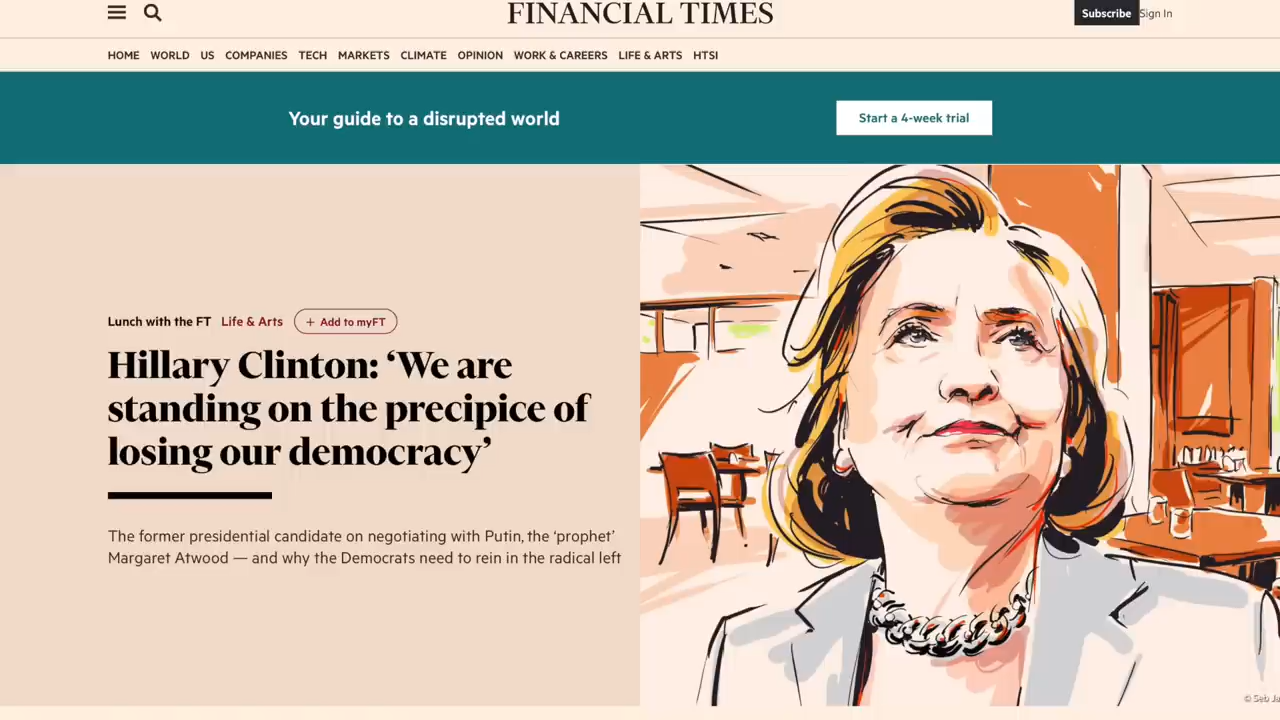 FINANCIAL TIMES
Subscribe Sign In
HOME WORLD US COMPANIES TECH MARKETS CLIMATE OPINION WORK & CAREERS LIFE & ARTS HTSI
Your guide to a disrupted world
Start a 4-week trial
Lunch with the FT Life & Arts + Add to myFT
Hillary Clinton: ‘We are
standing on the precipice of
losing our democracy’
The former presidential candidate on negotiating with Putin, the ‘prophet’
Margaret Atwood — and why the Democrats need to rein in the radical left
© Seb